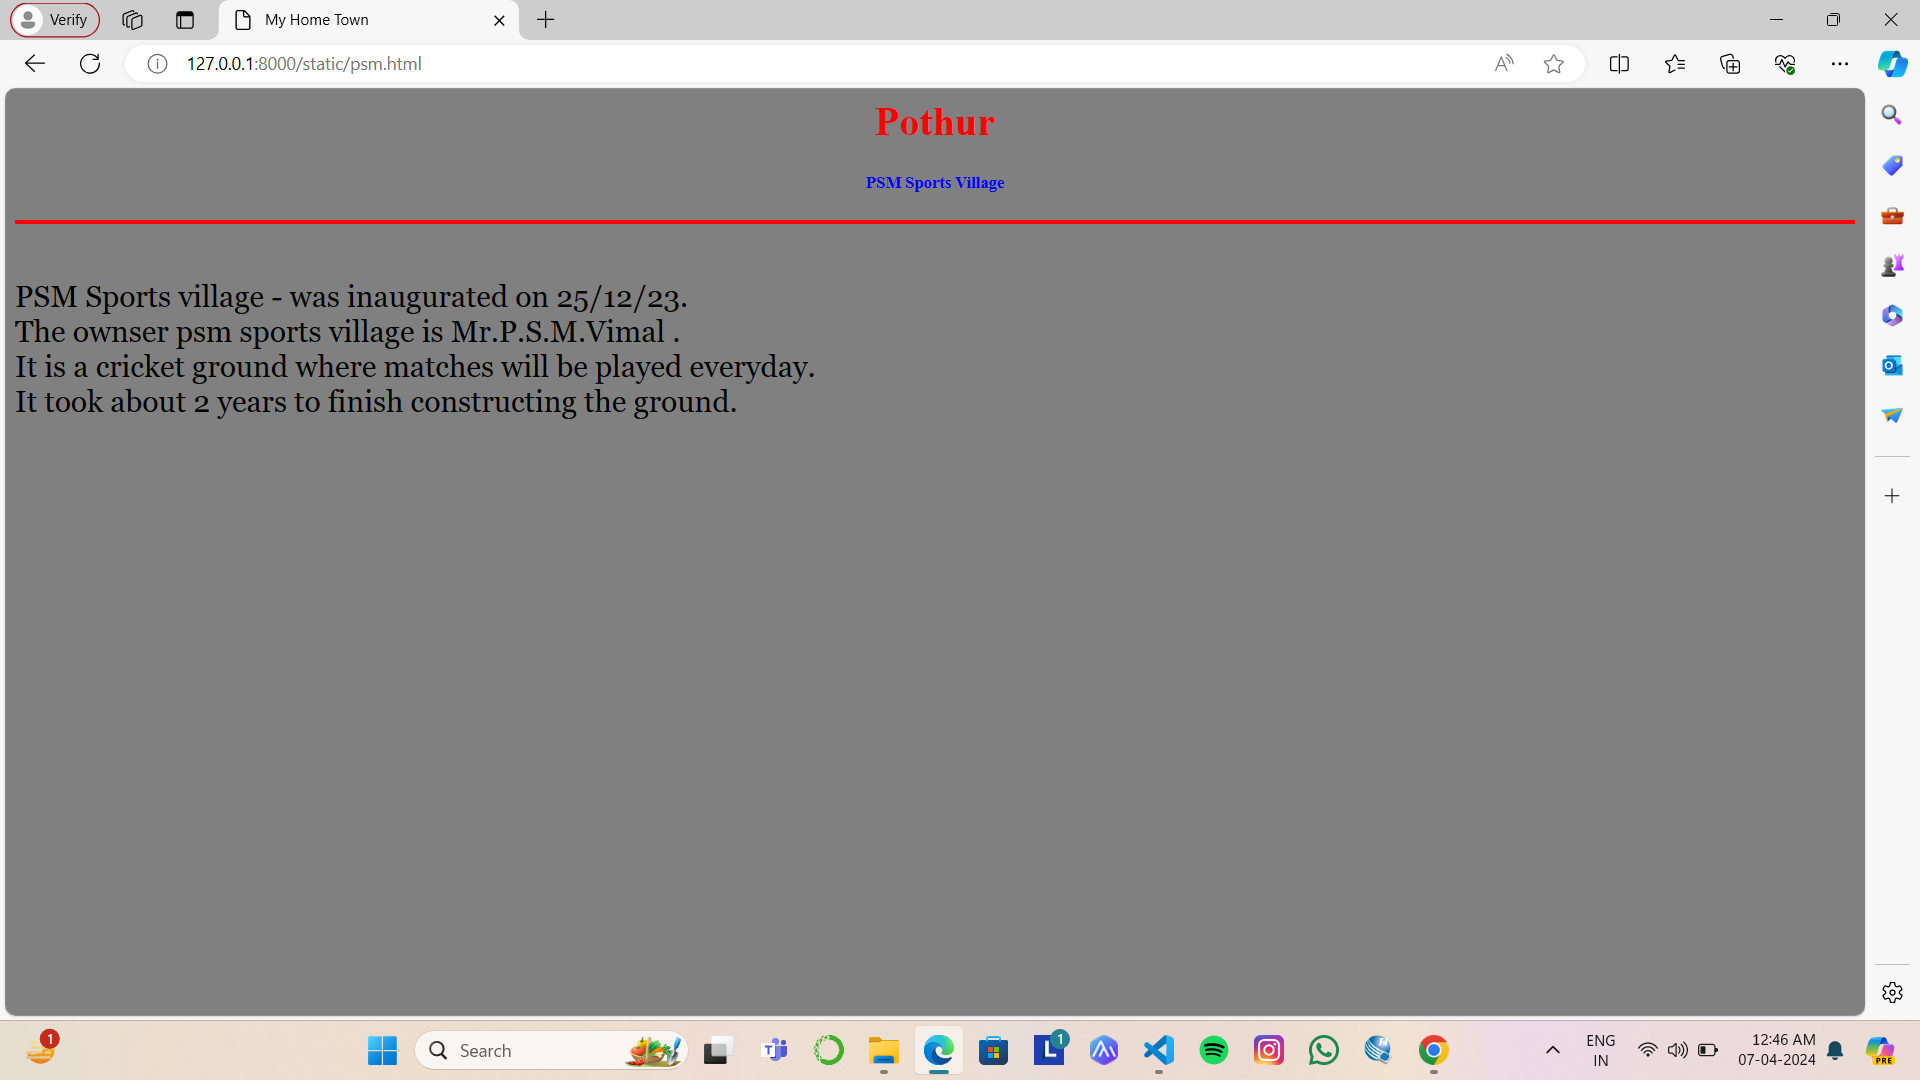 Verify
My Home Town
127.0.0.1:8000/static/psm.html
Pothur
PSM Sports Village
PSM Sports village - was inaugurated on 25/12/23.
The ownser psm sports village is Mr.P.S.M.Vimal .
It is a cricket ground where matches will be played everyday.
It took about 2 years to finish constructing the ground.
1
Search
1
ENG
IN
12:46 AM
07-04-2024
PRE